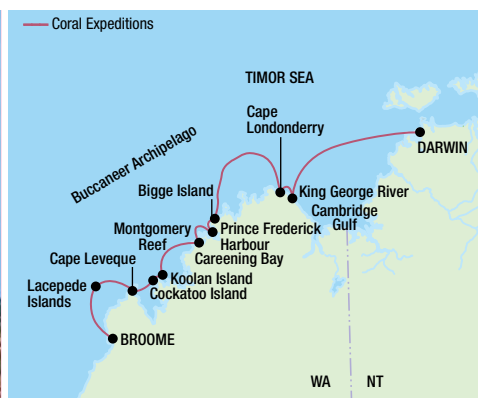 Coral Expeditions
TIMOR SEA
Cape
Londonderry
DARWIN
Buccaneer Archipelago
Bigge Island
King George River
Cambridge
Gulf
Montgomery
Reef
Prince Frederick
Harbour
Careening Bay
Cape Leveque
Lacepede
Islands
Koolan Island
Cockatoo Island
BROOME
WA
NT